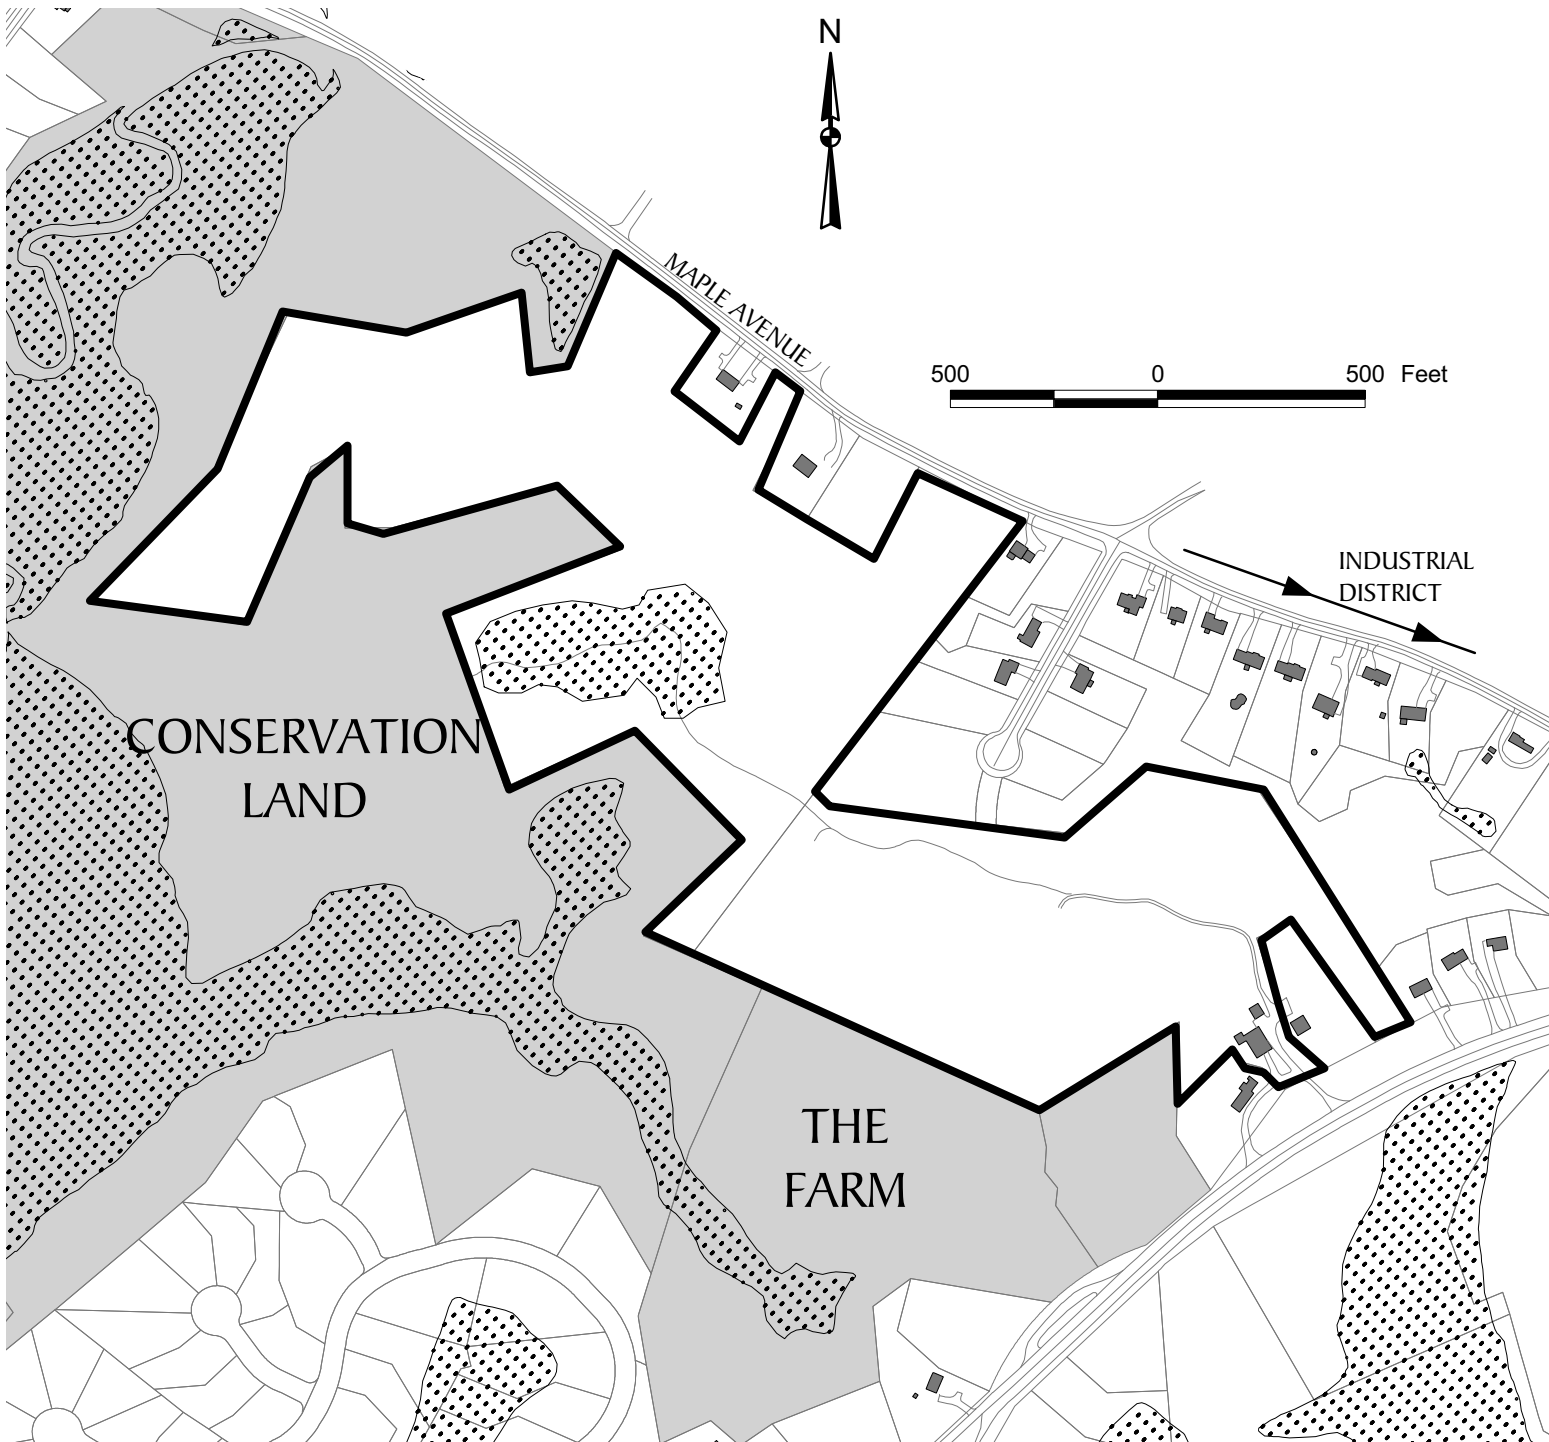 N
MAPLE AVENUE
500 0 500 Feet
INDUSTRIAL
DISTRICT
CONSERVATION
LAND
THE
FARM